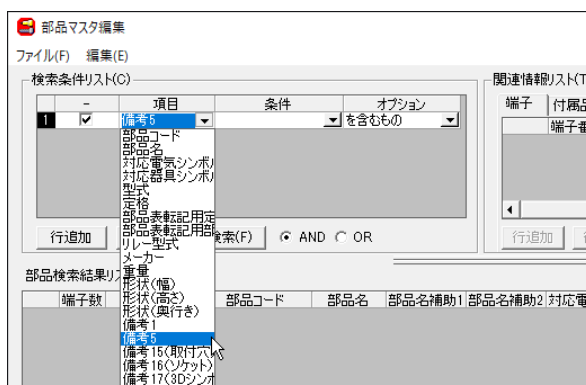 部品マスタ編集
ファイル(F) 編集(E)
検索条件リスト(C)
関連情報リスト(T
- 項目 条件 オプション
1 備考5 を含むもの
端子 付属品
端子番
部品コード
部品名
対応電気シンボル
対応器具シンボル
型式
定格
部品表転記用定
部品表転記用部
リレー型式
メーカー
重量
形状(幅)
形状(高さ)
形状(奥行き)
備考1
備考5
備考15(取付穴
備考16(ソケット)
備考17(3Dシンボ
行追加 検索(F) AND OR
行追加
部品検索結果リ
端子数 部品コード 部品名 部品名補助1 部品名補助2 対応電